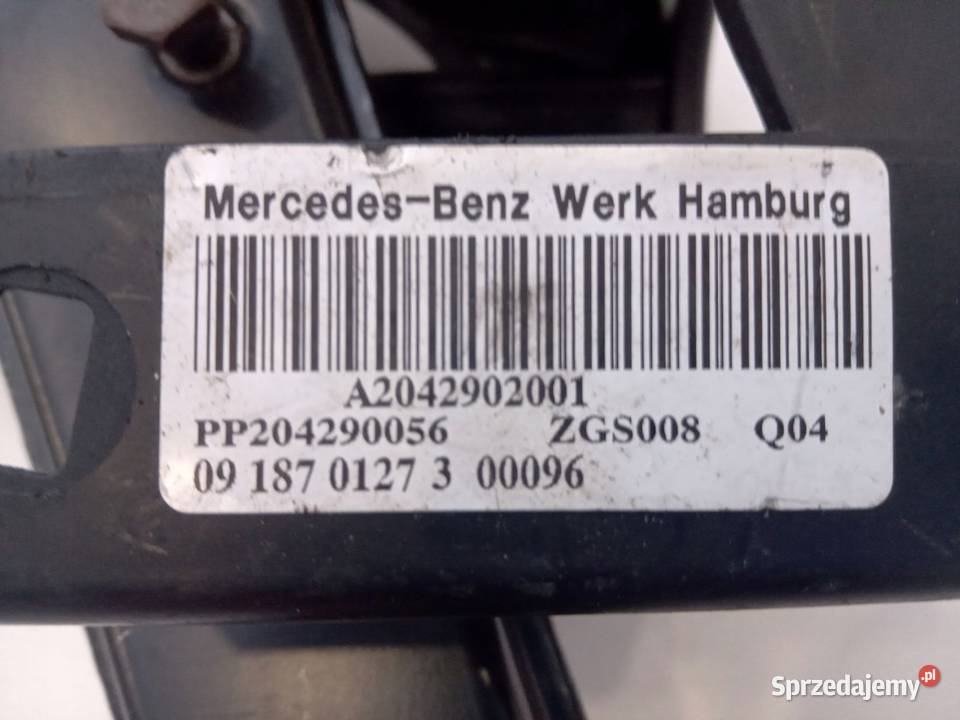 Mercedes-Benz Werk Hamburg
A2042902001
PP204290056 ZGS008 Q04
09 187 0127 3 00096
Sprzedajemy.pl